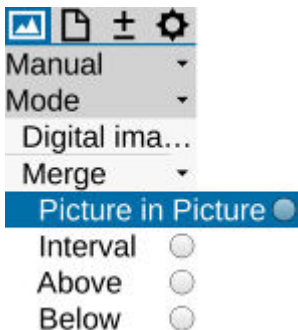 Manual
Mode
Digital ima...
Merge
Picture in Picture
Interval
Above
Below